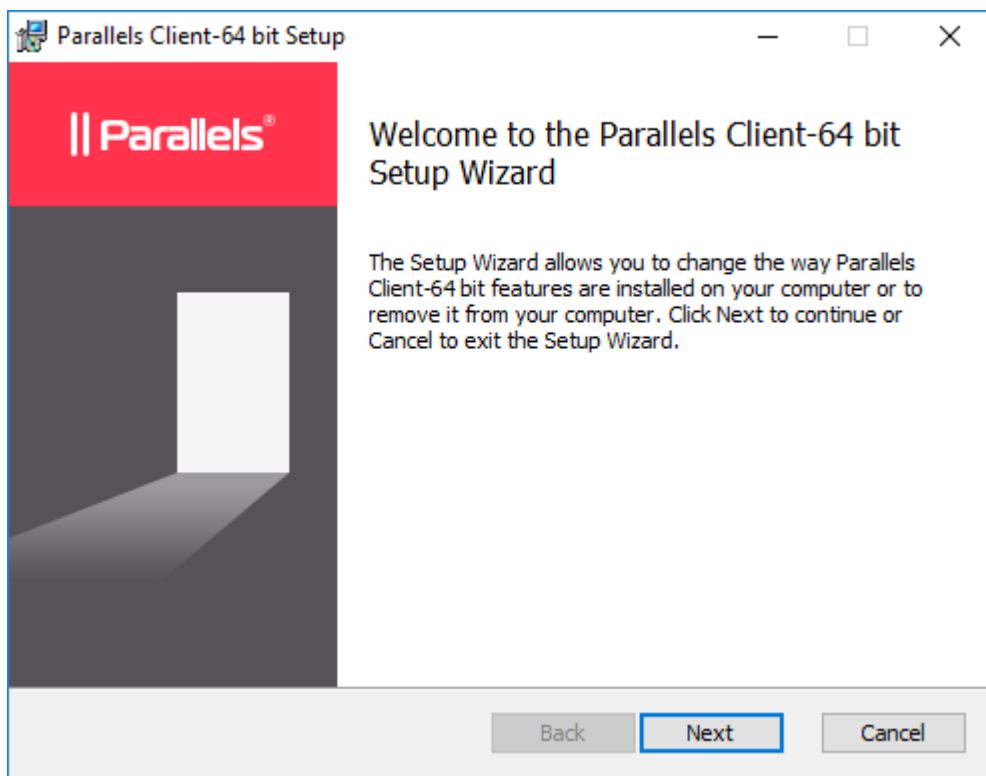 Parallels Client-64 bit Setup
|| Parallels®
Welcome to the Parallels Client-64 bit
Setup Wizard
The Setup Wizard allows you to change the way Parallels
Client-64 bit features are installed on your computer or to
remove it from your computer. Click Next to continue or
Cancel to exit the Setup Wizard.
Back
Next
Cancel